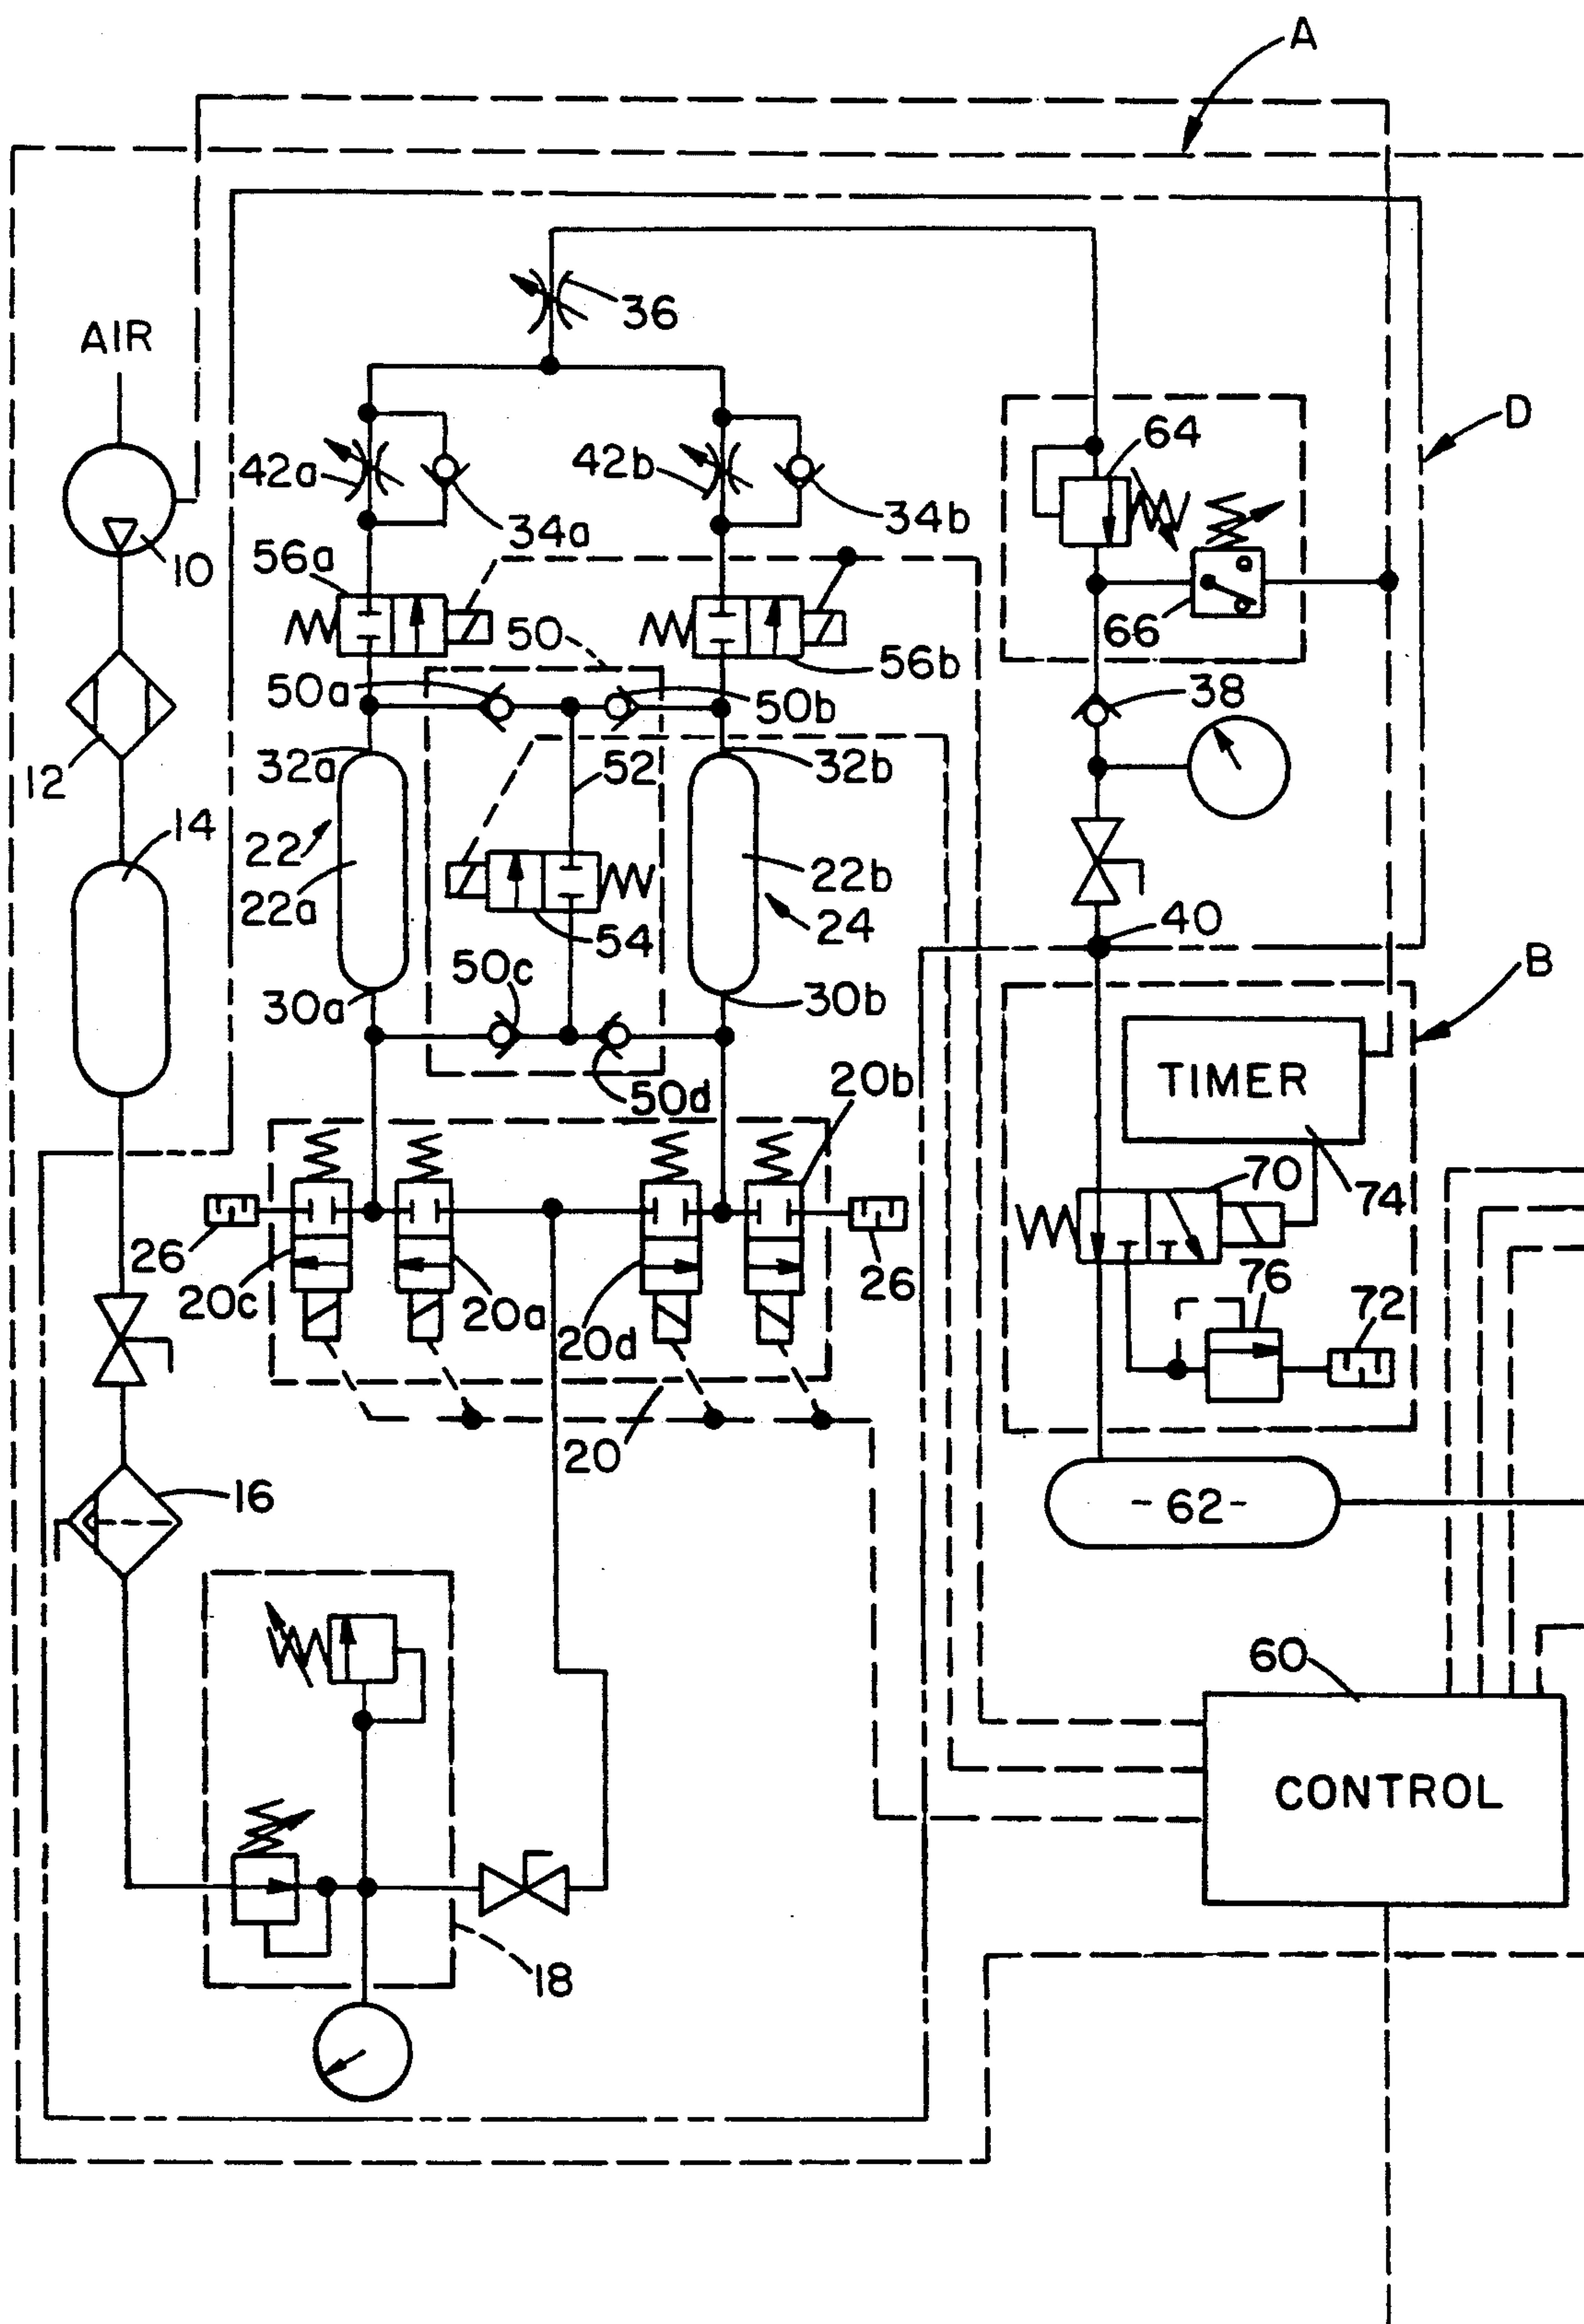 A
36
AIR
D
64
42a
42b
34a
34b
10
56a
50
66
56b
50a
50b
38
12
32a
52
32b
14
22
22b
22a
40
24
54
50c
B
30a
30b
20b
TIMER
50d
70
74
26
20c
20a
26
76
72
20d
20
16
-62-
60
CONTROL
18